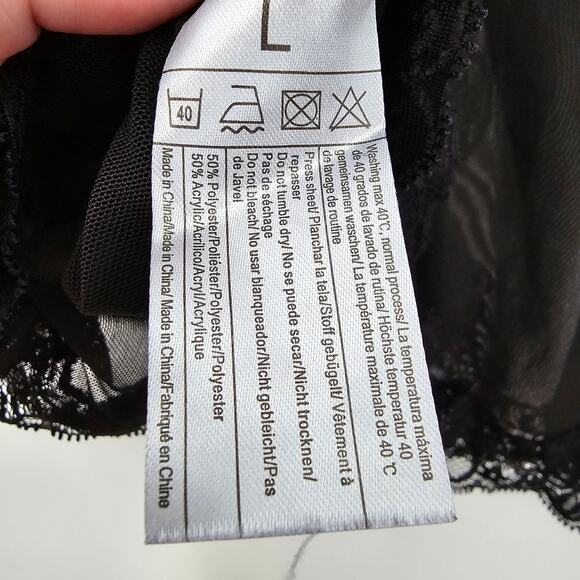 L
40
Washing max 40℃, normal process/ La temperatura máxima
de 40 grados de lavado de rutina/ Höchste temperatur 40
gemeinsamen waschen/ La température maximale de 40 ℃
de lavage de routine
Press sheet/ Planchar la tela/Stoff gebügelt/ Vétement à
repasser
Do not tumble dry/ No se puede secar/Nicht trocknen/
Pas de séchage
Do not bleach/ No usar blanqueador/Nicht gebleicht/Pas
de Javel
50% Polyester/Poliéster/Polyester/Polyester
50% Acrylic/Acrílico/Acryl/Acrylique
Made in China/Made in China/ Made in China/Fabriqué en Chine